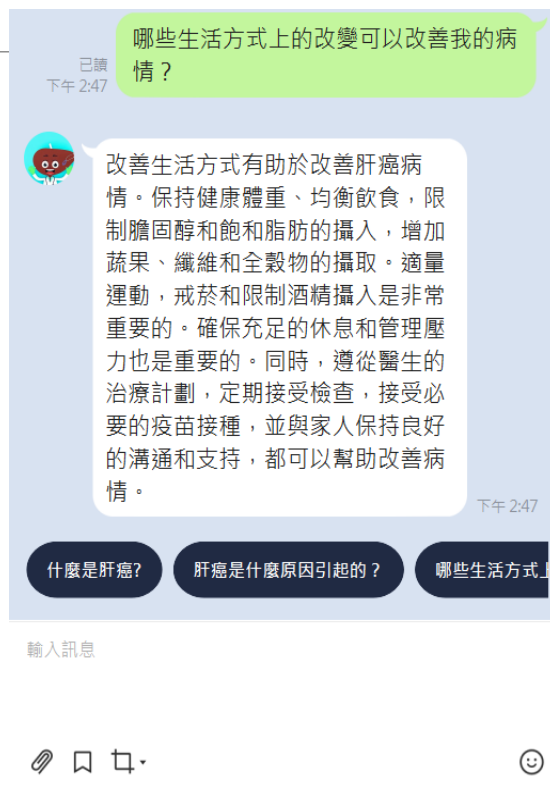 哪些生活方式上的改變可以改善我的病
情？
已讀
下午 2:47
改善生活方式有助於改善肝癌病
情。保持健康體重、均衡飲食，限
制膽固醇和飽和脂肪的攝入，增加
蔬果、纖維和全穀物的攝取。適量
運動，戒菸和限制酒精攝入是非常
重要的。確保充足的休息和管理壓
力也是重要的。同時，遵從醫生的
治療計劃，定期接受檢查，接受必
要的疫苗接種，並與家人保持良好
的溝通和支持，都可以幫助改善病
情。
下午 2:47
什麼是肝癌?
肝癌是什麼原因引起的？
哪些生活方式
輸入訊息